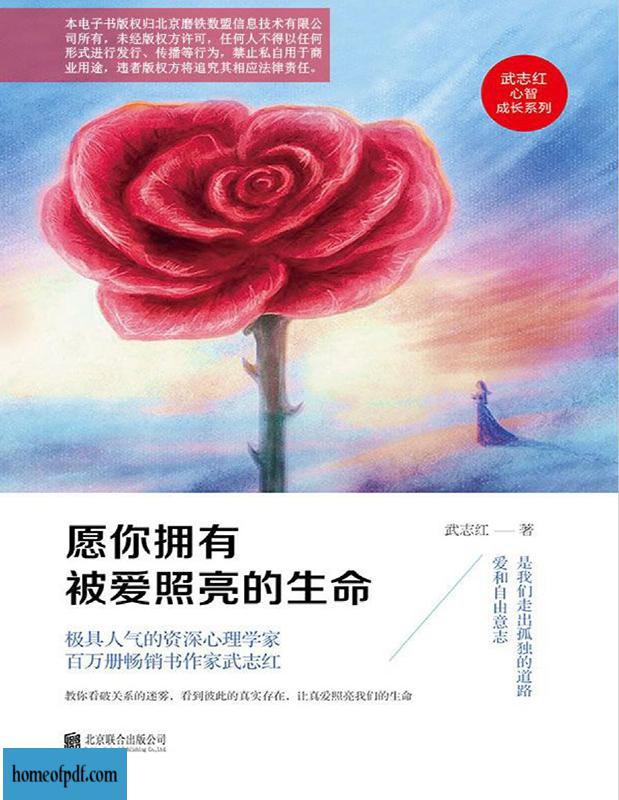 本电子书版权归北京磨铁数盟信息技术有限公
司所有，未经版权方许可，任何人不得以任何
形式进行发行、传播等行为，禁止私自用于商
业用途，违者版权方将追究其相应法律责任。
武志红
心智
成长系列
愿你拥有
被爱照亮的生命
武志红 — 著
爱和自由意志
是我们走出孤独的道路
极具人气的资深心理学家
百万册畅销书作家武志红
教你看破关系的迷雾，看到彼此的真实存在，让真爱照亮我们的生命
北京联合出版公司
Publishing Co.,Ltd.
homeofpdf.com